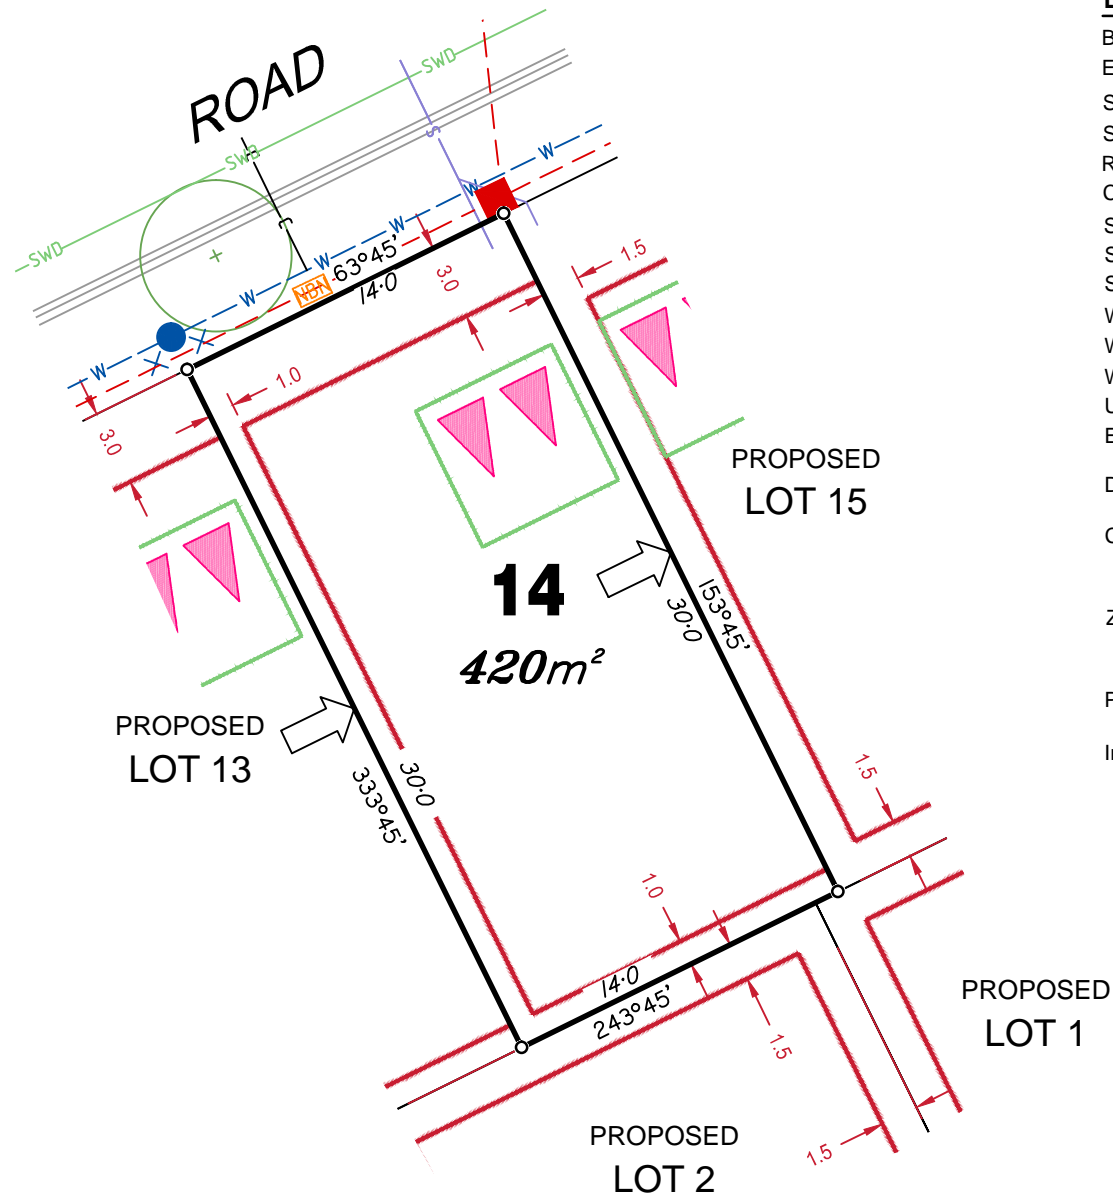 ROAD
SWD
SWD
SWD
S
E
C
W
W
W
W
W
W
NBN
63°45'
14·0
3.0
1.5
1.0
3.0
PROPOSED
LOT 15
14
420m²
153°45'
30·0
PROPOSED
LOT 13
333°45'
30·0
1.5
1.0
14·0
243°45'
1.5
PROPOSED
LOT 1
PROPOSED
LOT 2
1.5